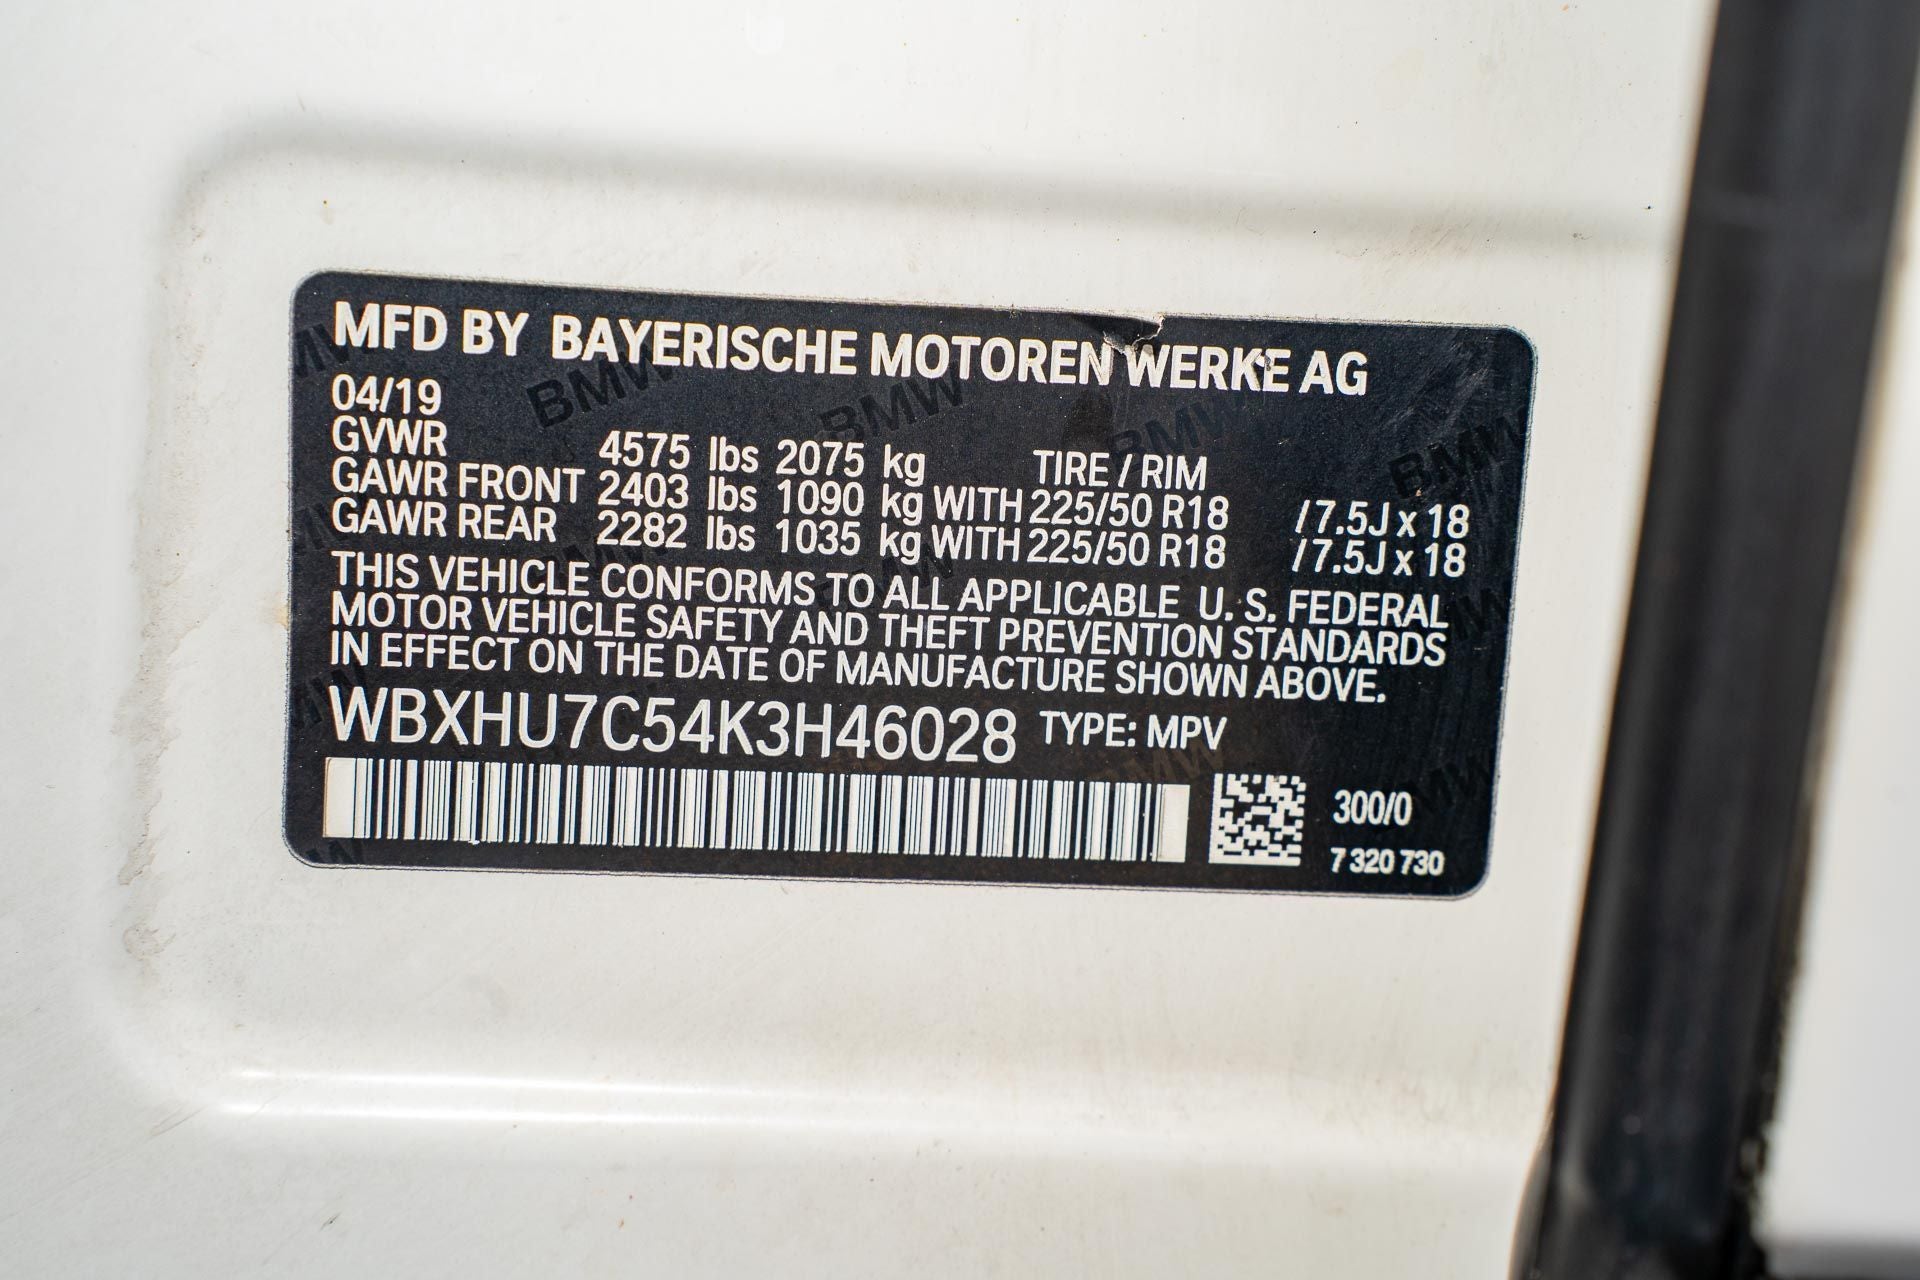 MFD BY BAYERISCHE MOTOREN WERKE AG
04/19
GVWR 4575 lbs 2075 kg TIRE / RIM
GAWR FRONT 2403 lbs 1090 kg WITH 225/50 R18 / 7.5J x 18
GAWR REAR 2282 lbs 1035 kg WITH 225/50 R18 / 7.5J x 18
THIS VEHICLE CONFORMS TO ALL APPLICABLE U. S. FEDERAL
MOTOR VEHICLE SAFETY AND THEFT PREVENTION STANDARDS
IN EFFECT ON THE DATE OF MANUFACTURE SHOWN ABOVE.
WBXHU7C54K3H46028 TYPE: MPV
300/0
7 320 730